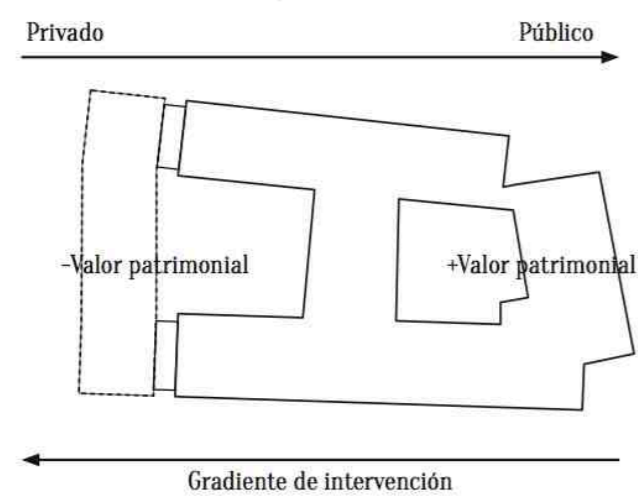 Privado
Público
-Valor patrimonial
+Valor patrimonial
Gradiente de intervención